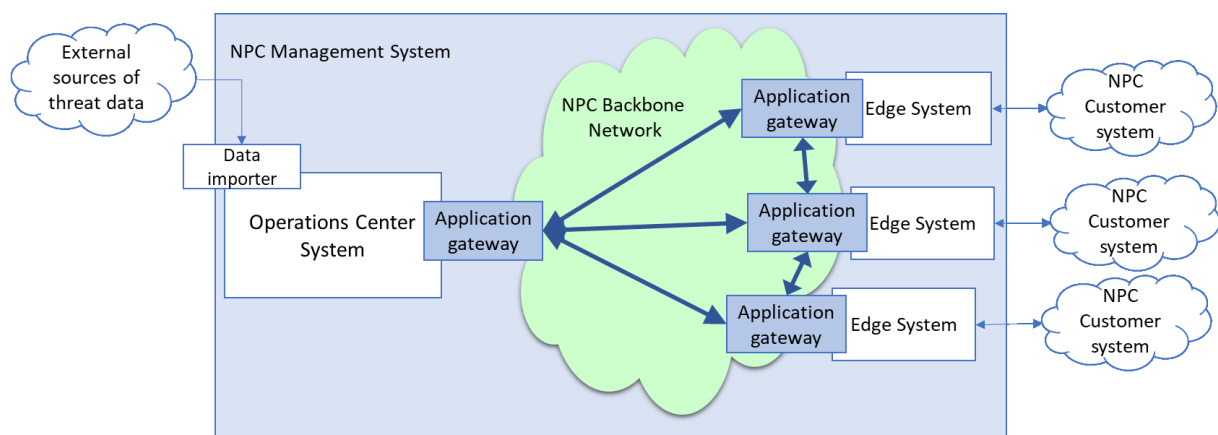 External
sources of
threat data
NPC Management System
Data
importer
Operations Center
System
Application
gateway
NPC Backbone
Network
Application
gateway
Edge System
NPC
Customer
system
Application
gateway
Edge System
NPC
Customer
system
Application
gateway
Edge System
NPC
Customer
system